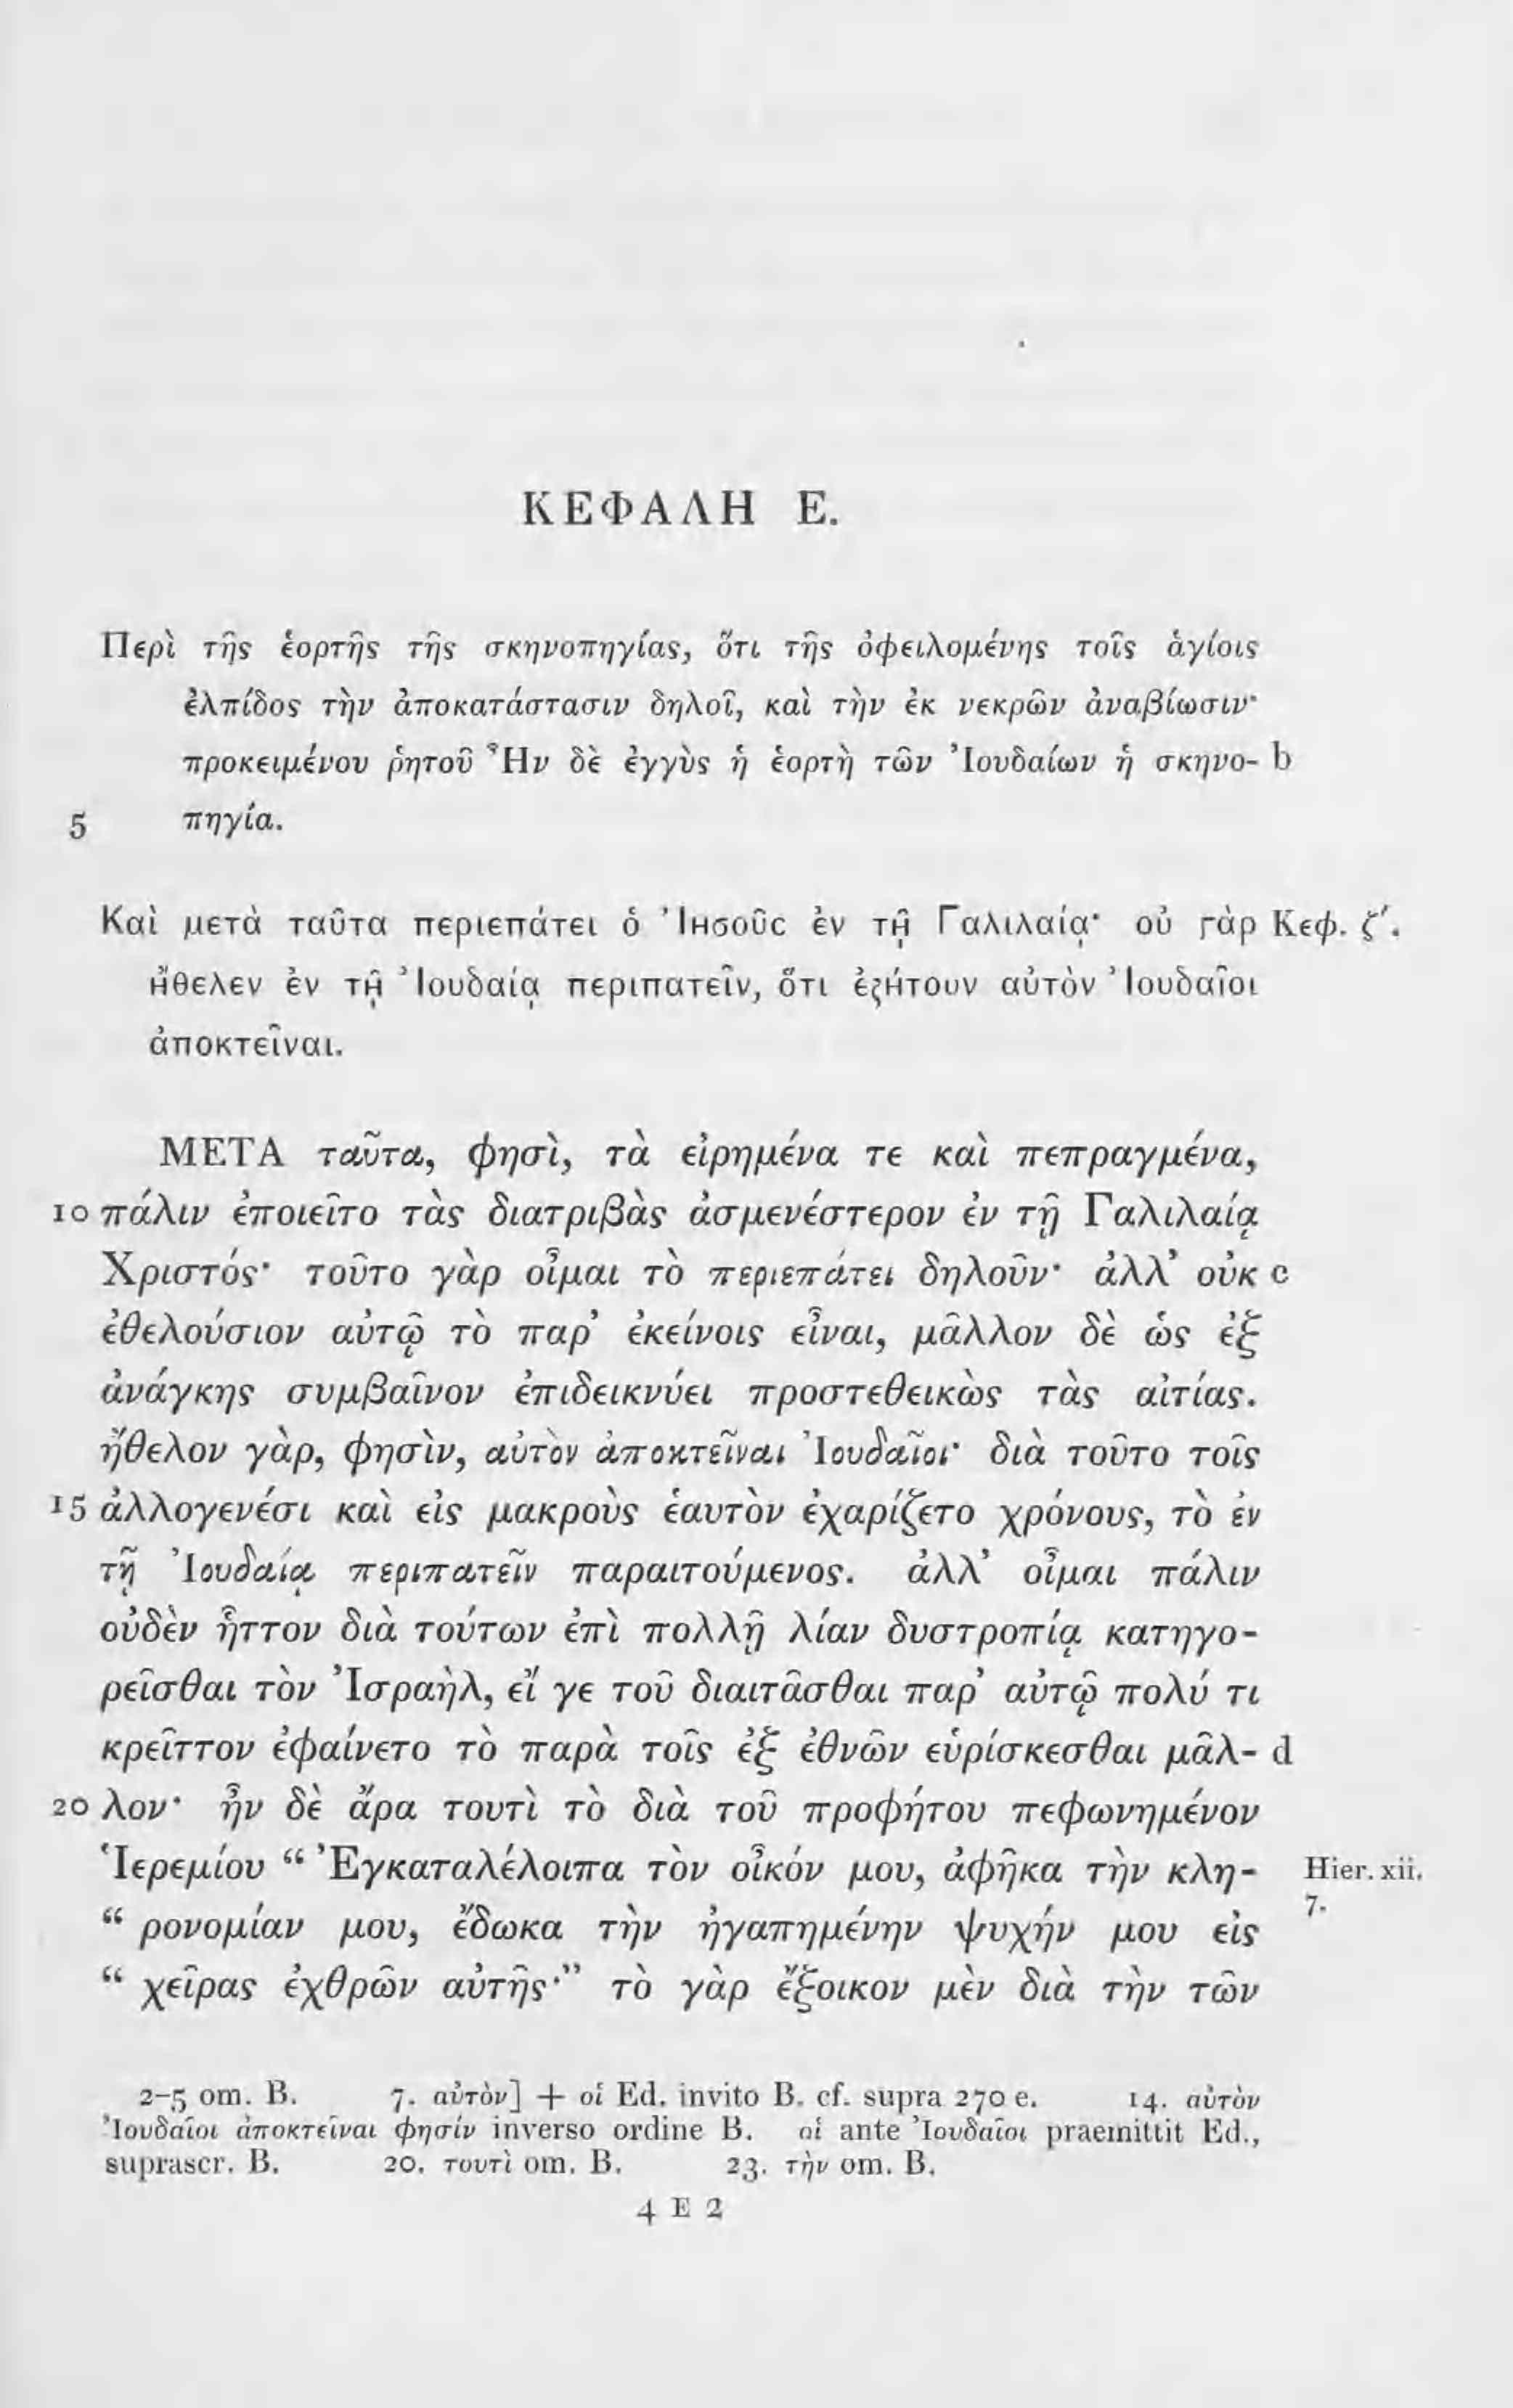 ΚΕΦΑΛΗ Ε.
Περὶ τῆς ἑορτῆς τῆς σκηνοπηγίας, ὅτι τῆς ὀφειλομένης τοῖς ἁγίοις
ἐλπίδος τὴν ἀποκατάστασιν δηλοῖ, καὶ τὴν ἐκ νεκρῶν ἀναβίωσιν·
προκειμένου ῥητοῦ Ἦν δὲ ἐγγὺς ἡ ἑορτὴ τῶν Ἰουδαίων ἡ σκηνο- b
5 πηγία.
Καὶ μετὰ ταῦτα περιεπάτει ὁ Ἰησοῦς ἐν τῇ Γαλιλαίᾳ· οὐ γὰρ Κεφ. ζ΄.
ἤθελεν ἐν τῇ Ἰουδαίᾳ περιπατεῖν, ὅτι ἐζήτουν αὐτὸν Ἰουδαῖοι
ἀποκτεῖναι.
ΜΕΤΑ ταῦτα, φησὶ, τὰ εἰρημένα τε καὶ πεπραγμένα,
10 πάλιν ἐποιεῖτο τὰς διατριβὰς ἀσμενέστερον ἐν τῇ Γαλιλαίᾳ
Χριστός· τοῦτο γὰρ οἶμαι τὸ περιεπάτει δηλοῦν· ἀλλ’ οὐκ c
ἐθελούσιον αὐτῷ τὸ παρ’ ἐκείνοις εἶναι, μᾶλλον δὲ ὡς ἐξ
ἀνάγκης συμβαῖνον ἐπιδεικνύει προστεθεικὼς τὰς αἰτίας.
ἤθελον γὰρ, φησὶν, αὐτὸν ἀποκτεῖναι Ἰουδαῖοι· διὰ τοῦτο τοῖς
15 ἀλλογενέσι καὶ εἰς μακροὺς ἑαυτὸν ἐχαρίζετο χρόνους, τὸ ἐν
τῇ Ἰουδαίᾳ περιπατεῖν παραιτούμενος. ἀλλ’ οἶμαι πάλιν
οὐδὲν ἧττον διὰ τούτων ἐπὶ πολλῇ λίαν δυστροπίᾳ κατηγο-
ρεῖσθαι τὸν Ἰσραὴλ, εἴ γε τοῦ διαιτᾶσθαι παρ’ αὐτῷ πολύ τι
κρεῖττον ἐφαίνετο τὸ παρὰ τοῖς ἐξ ἐθνῶν εὑρίσκεσθαι μᾶλ- d
20 λον· ἦν δὲ ἄρα τουτὶ τὸ διὰ τοῦ προφήτου πεφωνημένον
Ἱερεμίου “ Ἐγκαταλέλοιπα τὸν οἶκόν μου, ἀφῆκα τὴν κλη- Hier. xii.
“ ρονομίαν μου, ἔδωκα τὴν ἠγαπημένην ψυχήν μου εἰς 7.
“ χεῖρας ἐχθρῶν αὐτῆς·” τὸ γὰρ ἔξοικον μὲν διὰ τὴν τῶν
2–5 om. B. 7. αὐτὸν] + οἱ Ed. invito B. cf. supra 270 e. 14. αὐτὸν
Ἰουδαῖοι ἀποκτεῖναι φησίν inverso ordine B. οἱ ante Ἰουδαῖοι praemittit Ed.,
suprascr. B. 20. τουτὶ om. B. 23. τὴν om. B.
4 E 2